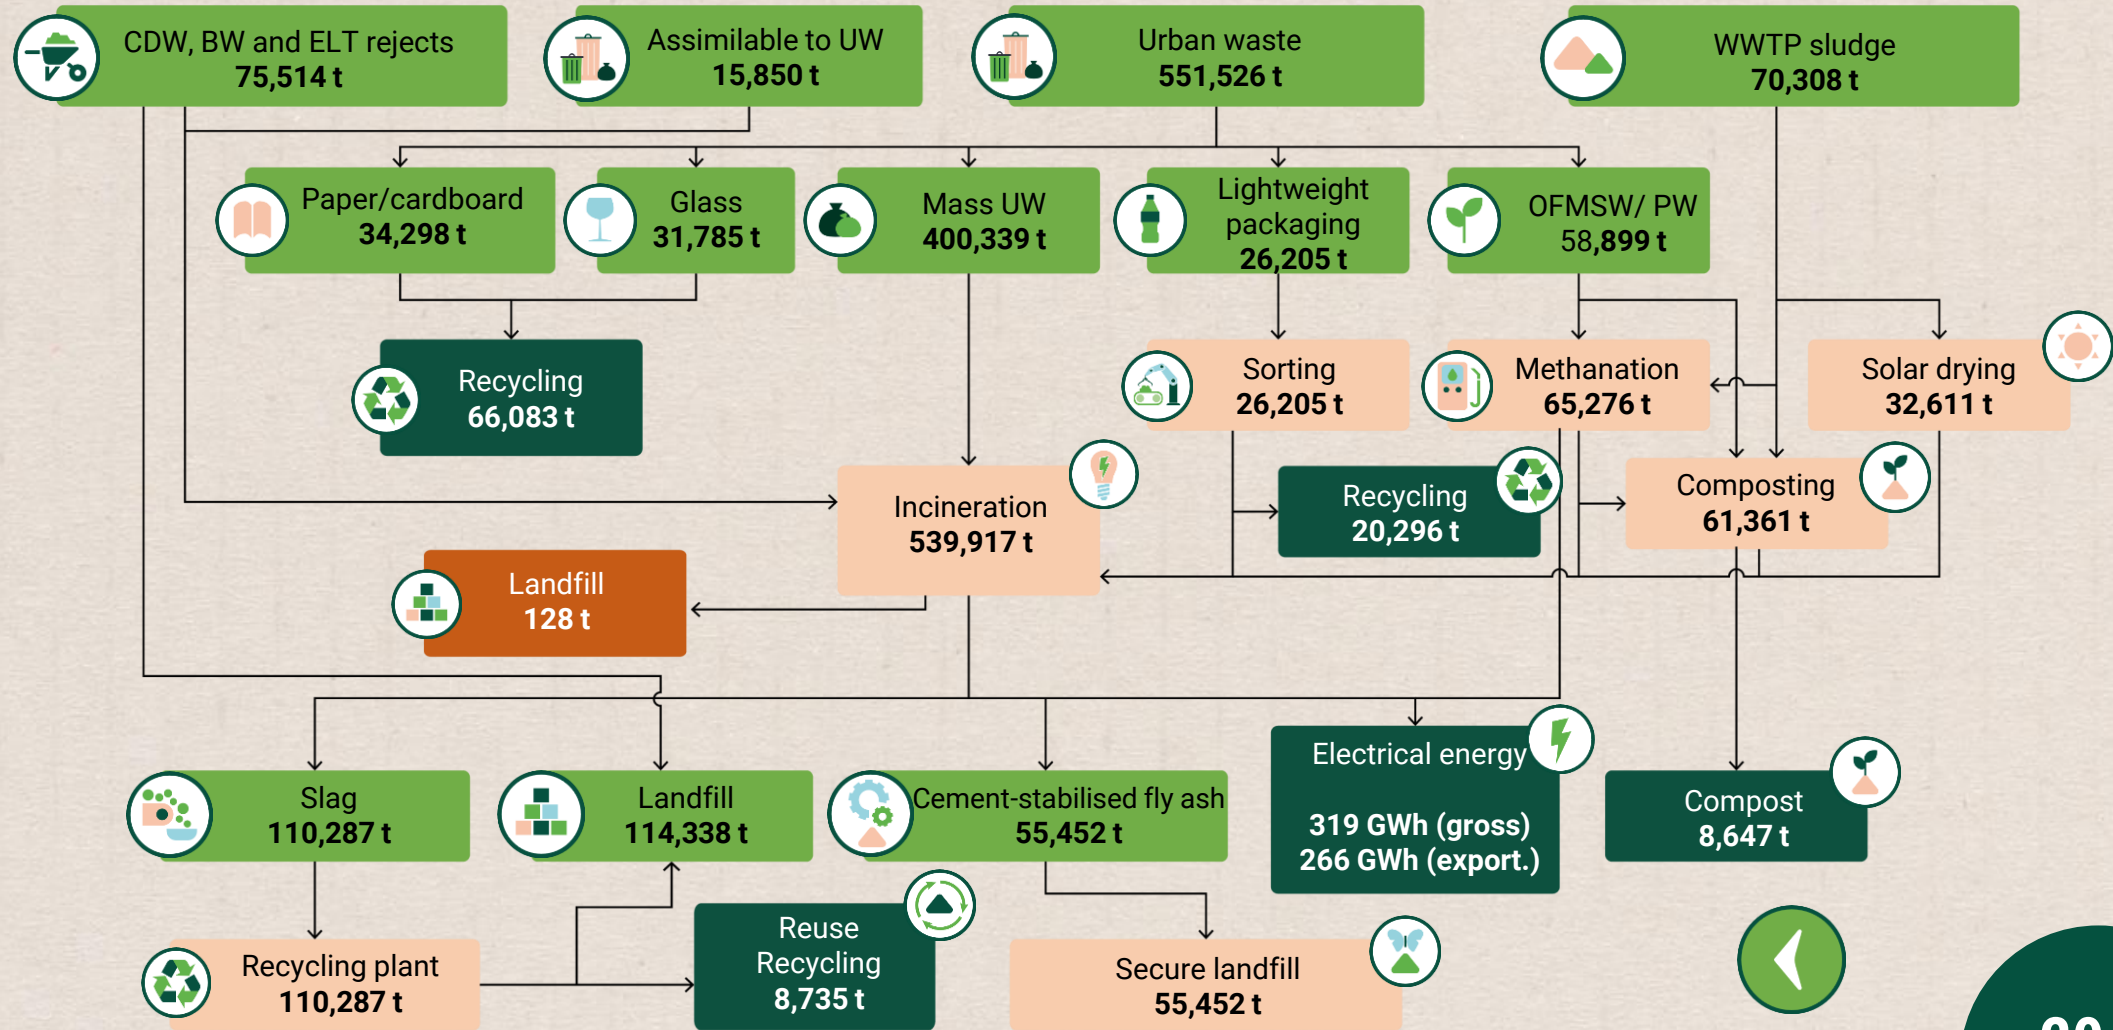 CDW, BW and ELT rejects
75,514 t
Assimilable to UW
15,850 t
Urban waste
551,526 t
WWTP sludge
70,308 t
Paper/cardboard
34,298 t
Glass
31,785 t
Mass UW
400,339 t
Lightweight
packaging
26,205 t
OFMSW/ PW
58,899 t
Recycling
66,083 t
Sorting
26,205 t
Methanation
65,276 t
Solar drying
32,611 t
Incineration
539,917 t
Recycling
20,296 t
Composting
61,361 t
Landfill
128 t
Slag
110,287 t
Landfill
114,338 t
Cement-stabilised fly ash
55,452 t
Electrical energy
319 GWh (gross)
266 GWh (export.)
Compost
8,647 t
Recycling plant
110,287 t
Reuse
Recycling
8,735 t
Secure landfill
55,452 t